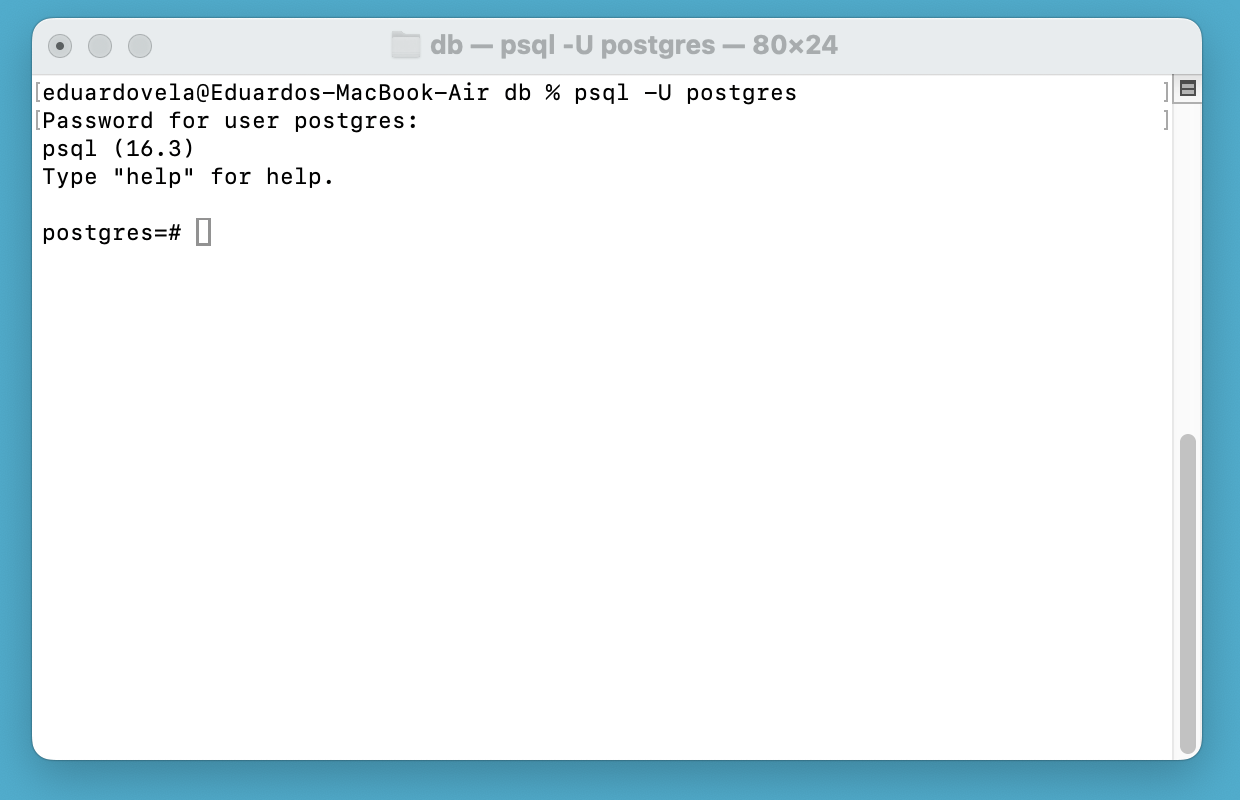 db — psql -U postgres — 80×24
[eduardovela@Eduardos-MacBook-Air db % psql -U postgres ]
[Password for user postgres: ]
psql (16.3)
Type "help" for help.
postgres=#